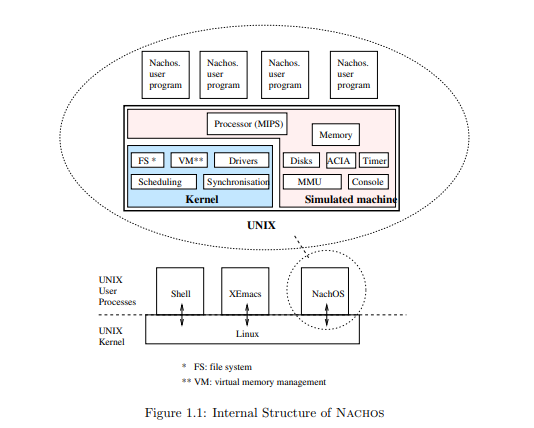 Nachos. Nachos. Nachos. Nachos.
user user user user
program program program program
Processor (MIPS)
Memory
FS * VM** Drivers
Disks ACIA Timer
Scheduling Synchronisation
MMU Console
Kernel
Simulated machine
UNIX
UNIX
User
Processes
Shell XEmacs NachOS
UNIX
Kernel
Linux
* FS: file system
** VM: virtual memory management
Figure 1.1: Internal Structure of NACHOS